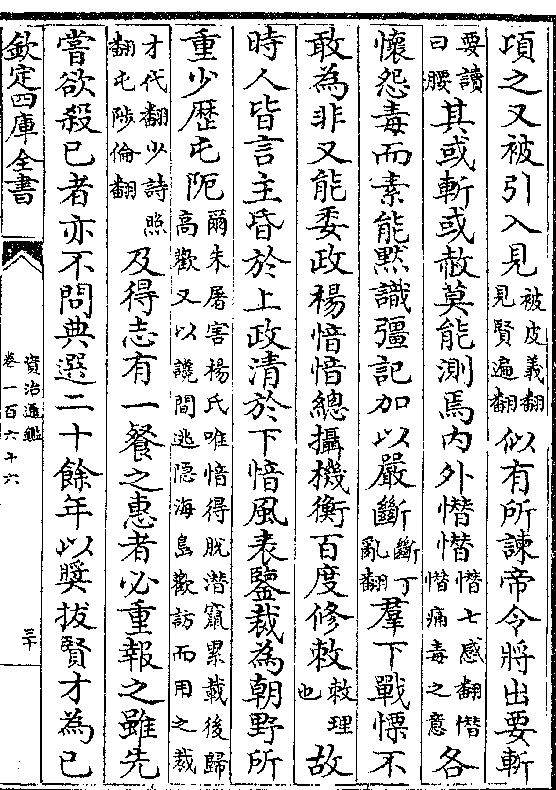 項之又被引入見被皮義翻見賢遍翻似有所諫帝令將出要斬
要讀曰腰其或斬或赦莫能測焉内外憯憯憯七感翻憯憯痛毒之意各
懷怨毒而素能黙識彊記加以嚴斷斷丁亂翻羣下戰慄不
敢為非又能委政楊愔愔總攝機衡百度修敕敕理也故
時人皆言主昏於上政清於下愔風表鑒裁為朝野所
重少歴屯阨爾朱屠害楊氏唯愔得脫潜竄累載後歸高歡又以讒間逃隠海島歡訪而用之裁
才代翻少詩照翻屯陟倫翻及得志有一餐之惠者必重報之雖先
嘗欲殺已者亦不問典選二十餘年以奬拔賢才為已
欽定四庫全書
資治通鑑
卷一百六十六
三十